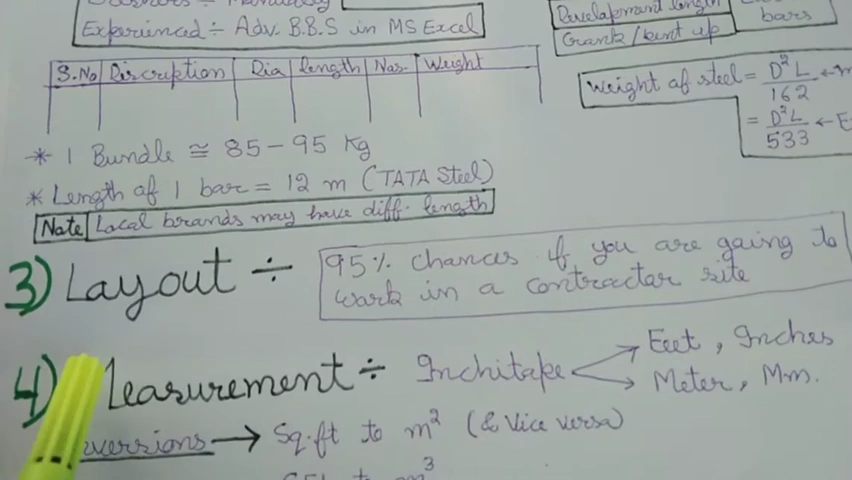 Experienced ÷ Adv. B.B.S in MS Excel
Development length
Crank / bent up
bars
S.No Discruption Dia length Nos. Weight
Weight of steel = D²L / 162 ← m
= D²L / 533 ← E
* 1 Bundle ≅ 85 - 95 Kg
* Length of 1 bar = 12 m (TATA Steel)
Note Local brands may have diff. length
3) Layout ÷ 95% chances if you are going to
work in a contractor site
4) Measurement ÷ Inchitape Feet, Inches
Meter, Mm.
versions → Sq.ft to m² (& Vice versa)